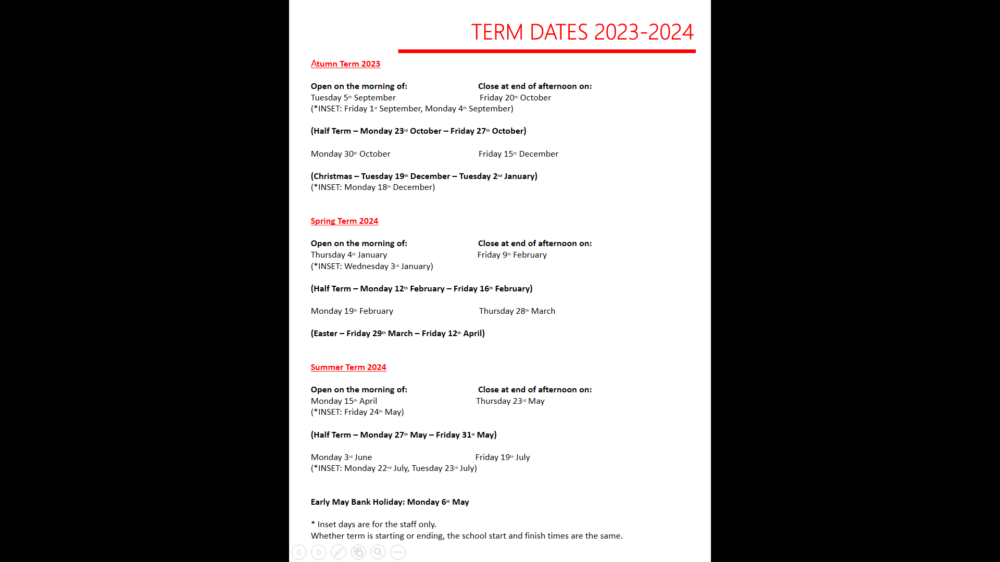 TERM DATES 2023-2024
Atumn Term 2023
Open on the morning of: Close at end of afternoon on:
Tuesday 5th September Friday 20th October
(*INSET: Friday 1st September, Monday 4th September)
(Half Term – Monday 23rd October – Friday 27th October)
Monday 30th October Friday 15th December
(Christmas – Tuesday 19th December – Tuesday 2nd January)
(*INSET: Monday 18th December)
Spring Term 2024
Open on the morning of: Close at end of afternoon on:
Thursday 4th January Friday 9th February
(*INSET: Wednesday 3rd January)
(Half Term – Monday 12th February – Friday 16th February)
Monday 19th February Thursday 28th March
(Easter – Friday 29th March – Friday 12th April)
Summer Term 2024
Open on the morning of: Close at end of afternoon on:
Monday 15th April Thursday 23rd May
(*INSET: Friday 24th May)
(Half Term – Monday 27th May – Friday 31st May)
Monday 3rd June Friday 19th July
(*INSET: Monday 22nd July, Tuesday 23rd July)
Early May Bank Holiday: Monday 6th May
* Inset days are for the staff only.
Whether term is starting or ending, the school start and finish times are the same.